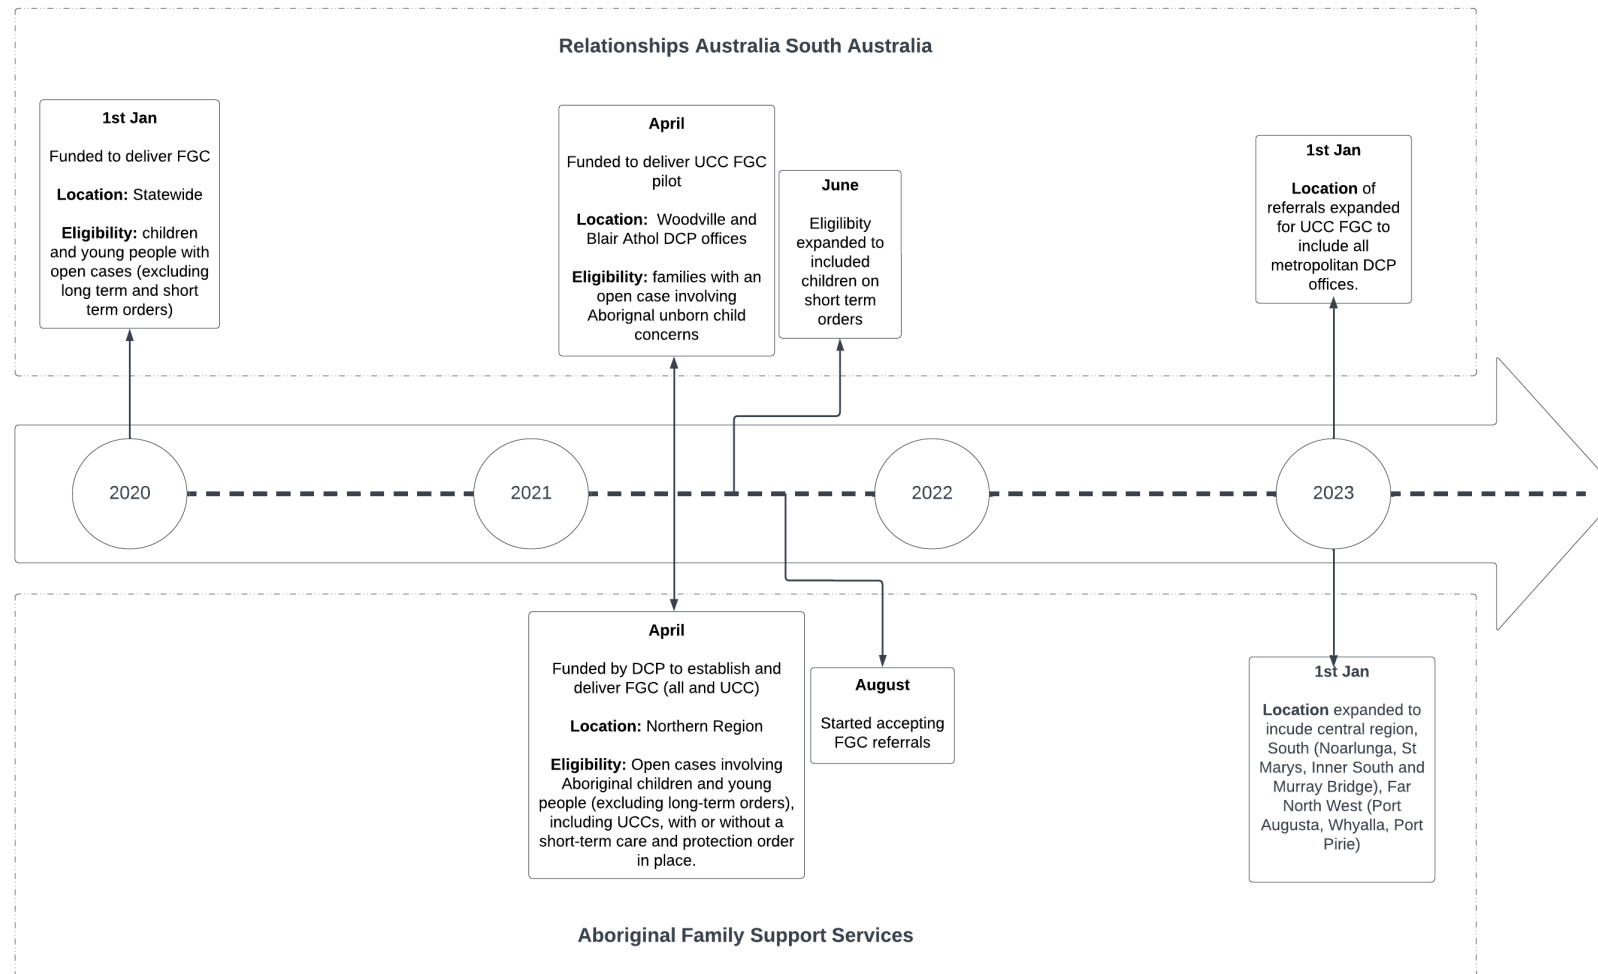 Relationships Australia South Australia
1st Jan
Funded to deliver FGC
Location: Statewide
Eligibility: children
and young people with
open cases (excluding
long term and short
term orders)
April
Funded to deliver UCC FGC
pilot
Location:  Woodville and
Blair Athol DCP offices
Eligibility: families with an
open case involving
Aborignal unborn child
concerns
June
Eligilibity
expanded to
included
children on
short term
orders
1st Jan
Location of
referrals expanded
for UCC FGC to
include all
metropolitan DCP
offices.
2020
2021
2022
2023
April
Funded by DCP to establish and
deliver FGC (all and UCC)
Location: Northern Region
Eligibility: Open cases involving
Aboriginal children and young
people (excluding long-term orders),
including UCCs, with or without a
short-term care and protection order
in place.
August
Started accepting
FGC referrals
1st Jan
Location expanded to
incude central region,
South (Noarlunga, St
Marys, Inner South and
Murray Bridge), Far
North West (Port
Augusta, Whyalla, Port
Pirie)
Aboriginal Family Support Services